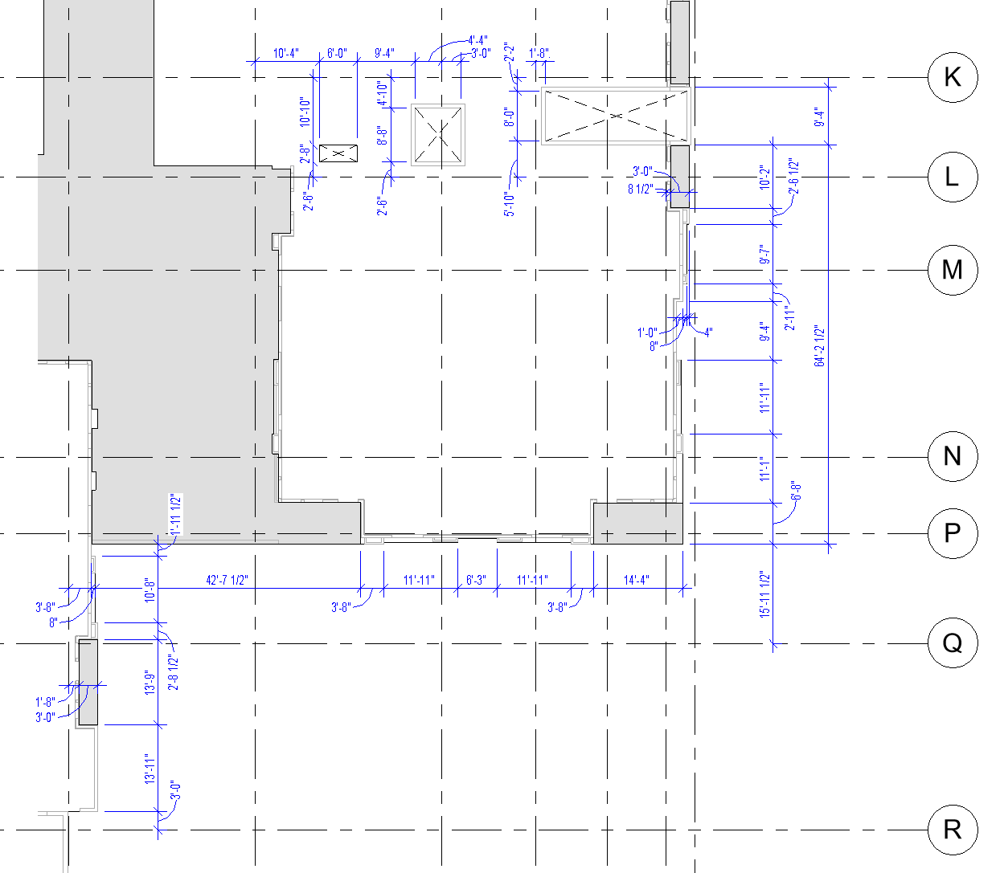 4'-4"
10'-4" 6'-0" 9'-4" 3'-0" 2'-2" 1'-8"
K
10'-10" 4'-10" 8'-0" 9'-4"
2'-8" 8'-8"
3'-0" 10'-2" 2'-6 1/2" L
8 1/2"
2'-6" 2'-6" 5'-10"
9'-7" M
2'-11"
1'-0" 4" 9'-4" 64'-2 1/2"
8"
11'-11"
N
11'-1"
6'-8"
1'-11 1/2"
P
10'-8" 42'-7 1/2" 11'-11" 6'-3" 11'-11" 14'-4" 15'-11 1/2"
3'-8" 3'-8" 3'-8"
8"
Q
13'-9" 2'-8 1/2"
1'-8"
3'-0"
13'-11"
3'-0"
R